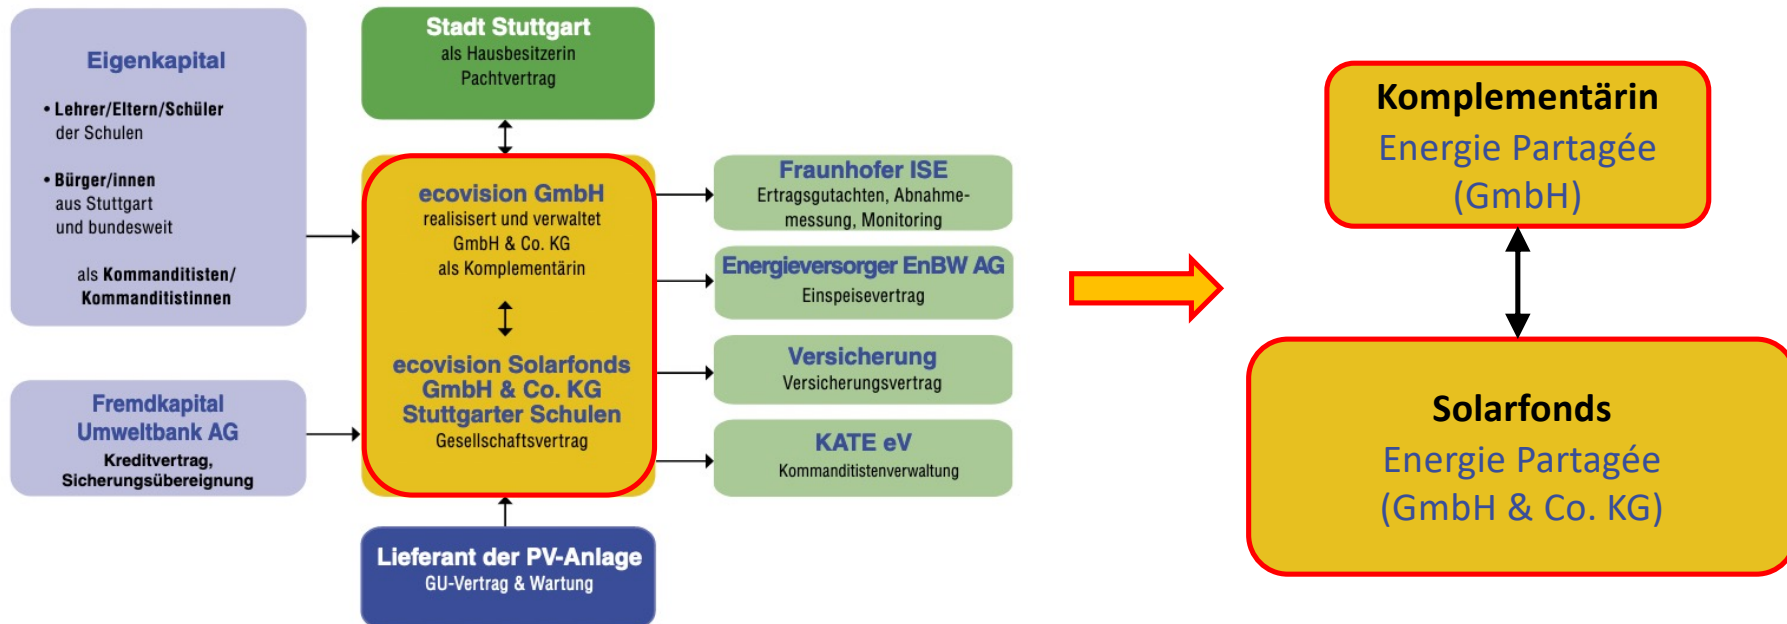 Eigenkapital
• Lehrer/Eltern/Schüler
der Schulen
• Bürger/innen
aus Stuttgart
und bundesweit
als Kommanditisten/
Kommanditistinnen
Fremdkapital
Umweltbank AG
Kreditvertrag,
Sicherungsübereignung
Stadt Stuttgart
als Hausbesitzerin
Pachtvertrag
ecovision GmbH
realisiert und verwaltet
GmbH & Co. KG
als Komplementärin
ecovision Solarfonds
GmbH & Co. KG
Stuttgarter Schulen
Gesellschaftsvertrag
Lieferant der PV-Anlage
GU-Vertrag & Wartung
Fraunhofer ISE
Ertragsgutachten, Abnahme-
messung, Monitoring
Energieversorger EnBW AG
Einspeisevertrag
Versicherung
Versicherungsvertrag
KATE eV
Kommanditistenverwaltung
Komplementärin
Energie Partagée
(GmbH)
Solarfonds
Energie Partagée
(GmbH & Co. KG)